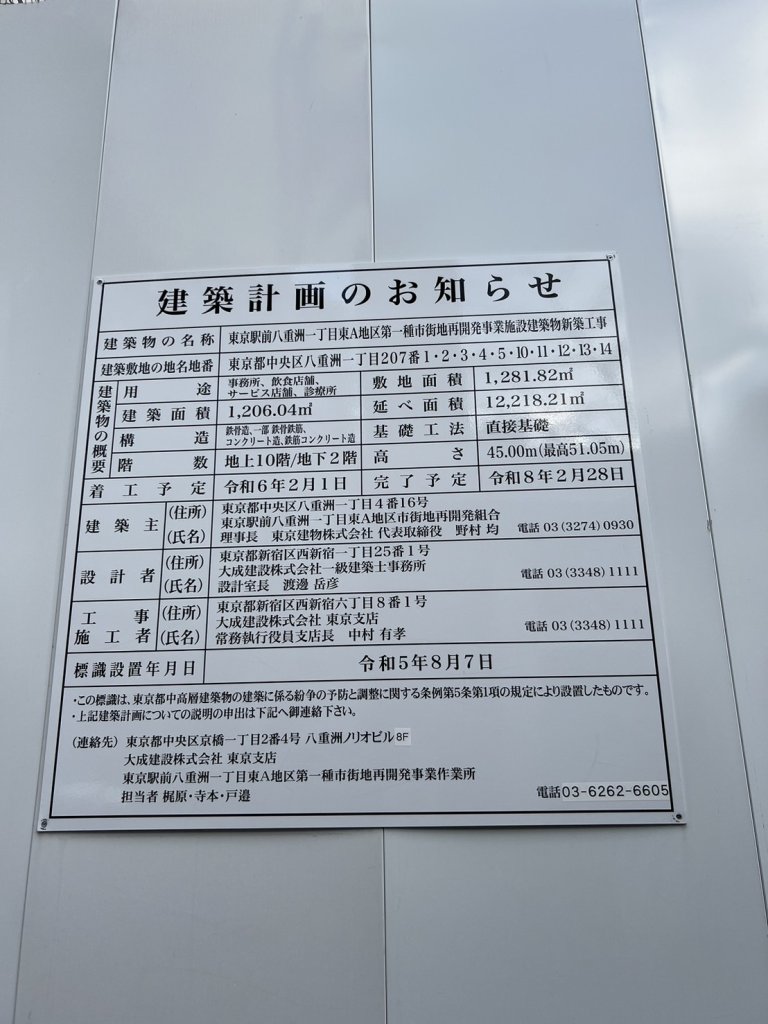 建築計画のお知らせ
建築物の名称 東京駅前八重洲一丁目東A地区第一種市街地再開発事業施設建築物新築工事
建築敷地の地名地番 東京都中央区八重洲一丁目207番1・2・3・4・5・10・11・12・13・14
建築物の概要
用途 事務所、飲食店舗、
サービス店舗、診療所
敷地面積 1,281.82㎡
建築面積 1,206.04㎡ 延べ面積 12,218.21㎡
構造 鉄骨造、一部 鉄骨鉄筋、
コンクリート造、鉄筋コンクリート造
基礎工法 直接基礎
階数 地上10階/地下2階 高さ 45.00m(最高51.05m)
着工予定 令和6年2月1日 完了予定 令和8年2月28日
建築主 (住所) 東京都中央区八重洲一丁目4番16号
東京駅前八重洲一丁目東A地区市街地再開発組合
(氏名) 理事長 東京建物株式会社 代表取締役 野村 均 電話 03(3274)0930
設計者 (住所) 東京都新宿区西新宿一丁目25番1号
大成建設株式会社一級建築士事務所
(氏名) 設計室長 渡邊 岳彦 電話 03(3348)1111
工事施工者 (住所) 東京都新宿区西新宿六丁目8番1号
大成建設株式会社 東京支店
(氏名) 常務執行役員支店長 中村 有孝 電話 03(3348)1111
標識設置年月日 令和5年8月7日
・この標識は、東京都中高層建築物の建築に係る紛争の予防と調整に関する条例第5条第1項の規定により設置したものです。
・上記建築計画についての説明の申出は下記へ御連絡下さい。
(連絡先) 東京都中央区京橋一丁目2番4号 八重洲ノリオビル8F
大成建設株式会社 東京支店
東京駅前八重洲一丁目東A地区第一種市街地再開発事業作業所
担当者 梶原・寺本・戸邉 電話03-6262-6605